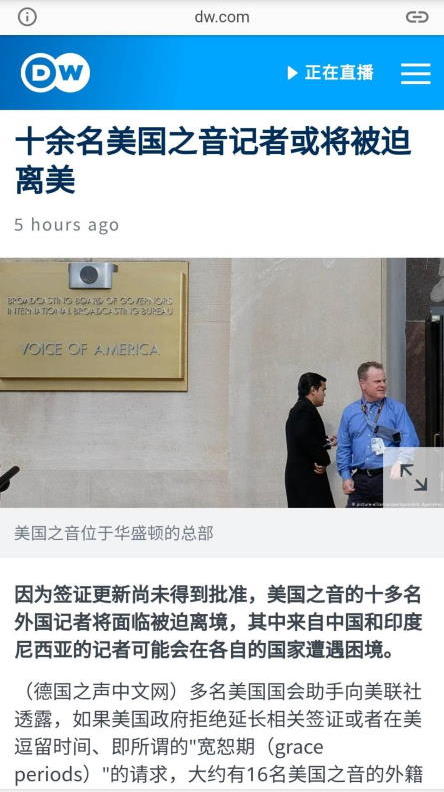 dw.com
DW
正在直播
十余名美国之音记者或将被迫
离美
5 hours ago
BROADCASTING BOARD OF GOVERNORS
INTERNATIONAL BROADCASTING BUREAU
VOICE OF AMERICA
美国之音位于华盛顿的总部
因为签证更新尚未得到批准，美国之音的十多名
外国记者将面临被迫离境，其中来自中国和印度
尼西亚的记者可能会在各自的国家遭遇困境。
（德国之声中文网）多名美国国会助手向美联社
透露，如果美国政府拒绝延长相关签证或者在美
逗留时间、即所谓的"宽恕期（grace
periods）"的请求，大约有16名美国之音的外籍